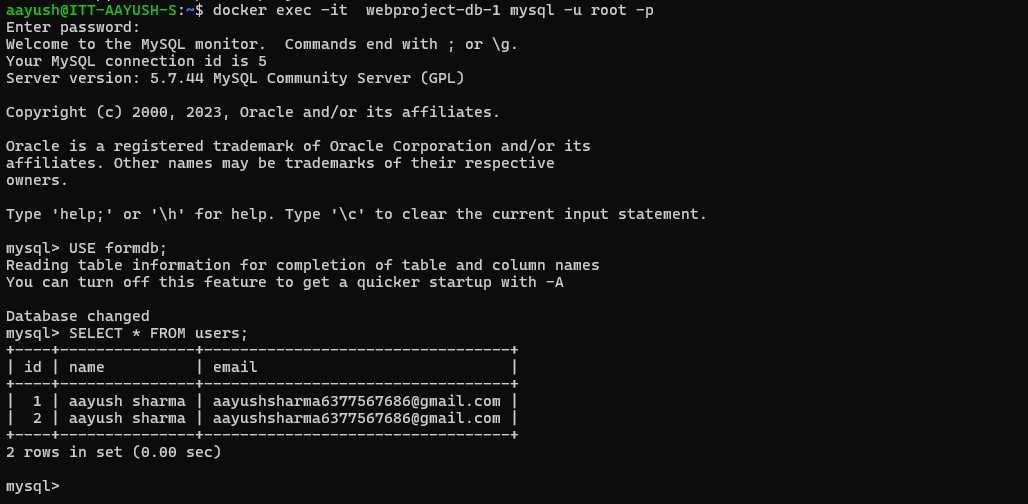 aayush@ITT-AAYUSH-S:~$ docker exec -it  webproject-db-1 mysql -u root -p
Enter password:
Welcome to the MySQL monitor.  Commands end with ; or \g.
Your MySQL connection id is 5
Server version: 5.7.44 MySQL Community Server (GPL)

Copyright (c) 2000, 2023, Oracle and/or its affiliates.

Oracle is a registered trademark of Oracle Corporation and/or its
affiliates. Other names may be trademarks of their respective
owners.

Type 'help;' or '\h' for help. Type '\c' to clear the current input statement.

mysql> USE formdb;
Reading table information for completion of table and column names
You can turn off this feature to get a quicker startup with -A

Database changed
mysql> SELECT * FROM users;
+----+---------------+----------------------------------+
| id | name          | email                            |
+----+---------------+----------------------------------+
|  1 | aayush sharma | aayushsharma6377567686@gmail.com |
|  2 | aayush sharma | aayushsharma6377567686@gmail.com |
+----+---------------+----------------------------------+
2 rows in set (0.00 sec)

mysql>